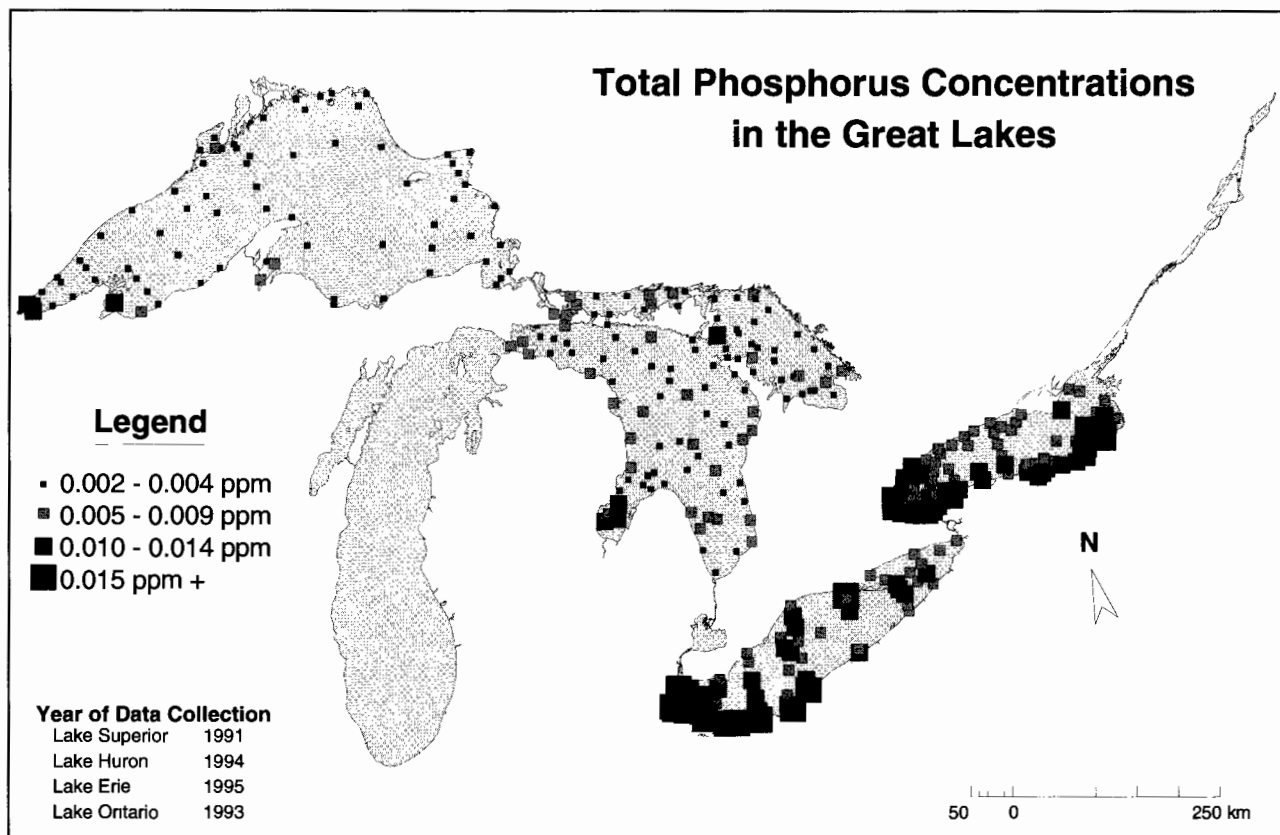 Total Phosphorus Concentrations
in the Great Lakes
Legend
0.002 - 0.004 ppm
0.005 - 0.009 ppm
0.010 - 0.014 ppm
0.015 ppm +
N
Year of Data Collection
Lake Superior 1991
Lake Huron 1994
Lake Erie 1995
Lake Ontario 1993
50 0 250 km